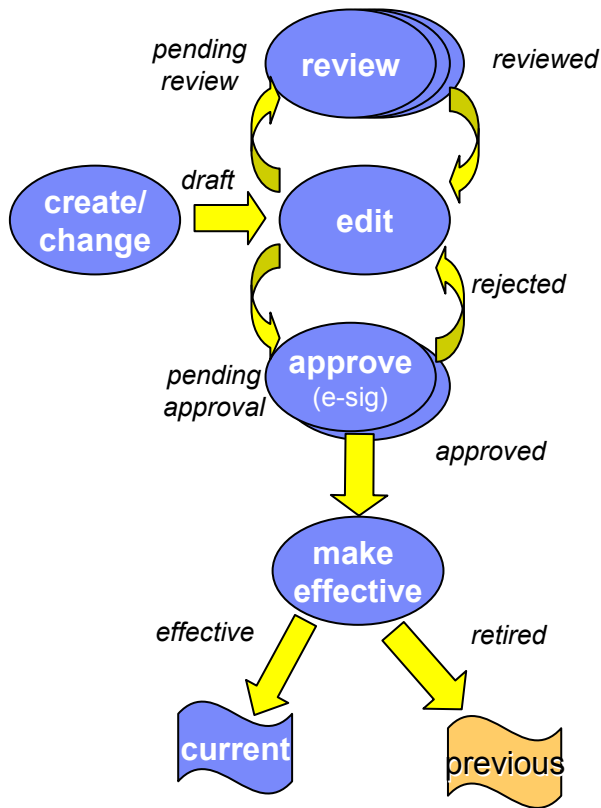 pending
review
review
reviewed
draft
create/
change
edit
rejected
approve
(e-sig)
pending
approval
approved
make
effective
effective
retired
current
previous